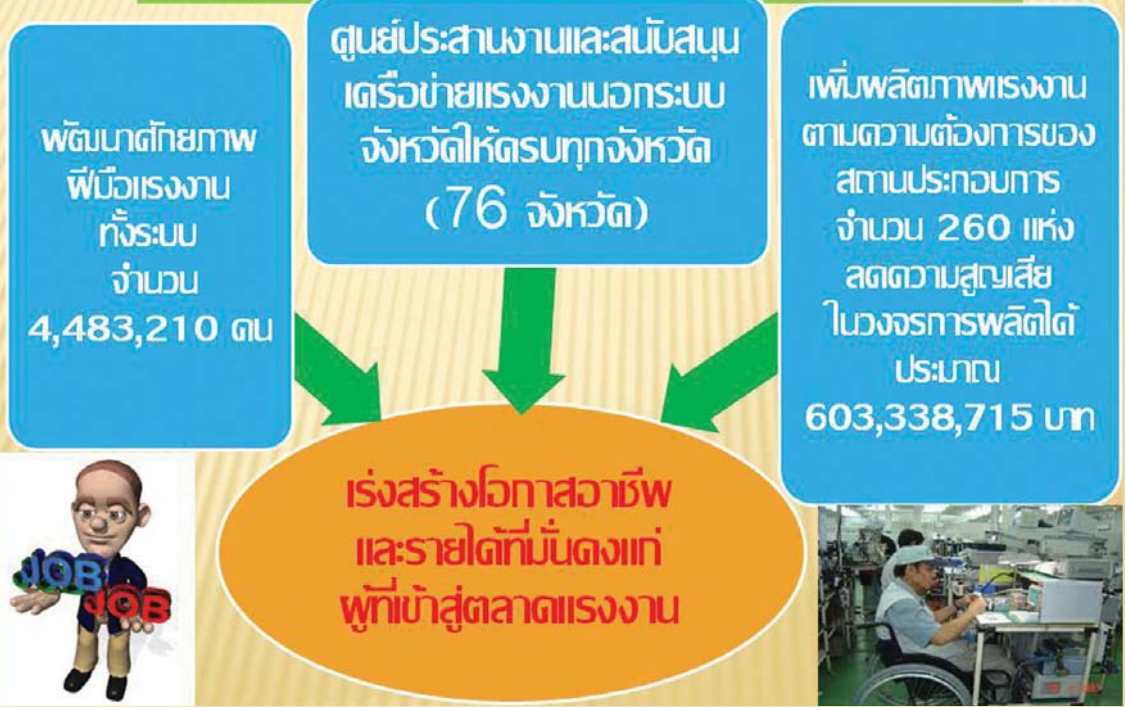 พัฒนาศักยภาพ
ฝีมือแรงงาน
ทั้งระบบ
จำนวน
4,483,210 คน
ศูนย์ประสานงานและสนับสนุน
เครือข่ายแรงงานนอกระบบ
จังหวัดให้ครบทุกจังหวัด
(76 จังหวัด)
เพิ่มผลิตภาพแรงงาน
ตามความต้องการของ
สถานประกอบการ
จำนวน 260 แห่ง
ลดความสูญเสีย
ในวงจรการผลิตได้
ประมาณ
603,338,715 บาท
เร่งสร้างโอกาสอาชีพ
และรายได้ที่มั่นคงแก่
ผู้ที่เข้าสู่ตลาดแรงงาน
JOB
JOB